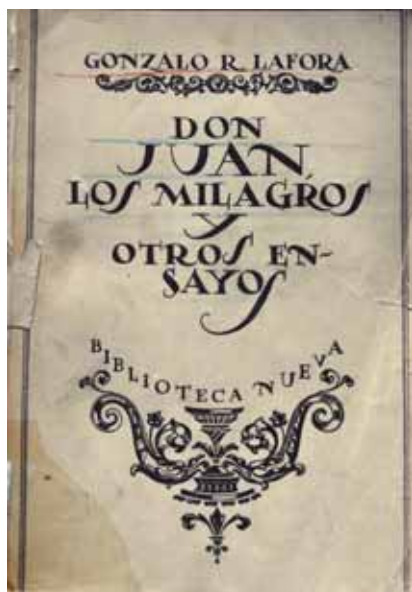 GONZALO R. LAFORA
DON
JUAN,
LOS MILAGROS
Y
OTROS EN-
SAYOS
BIBLIOTECA NUEVA